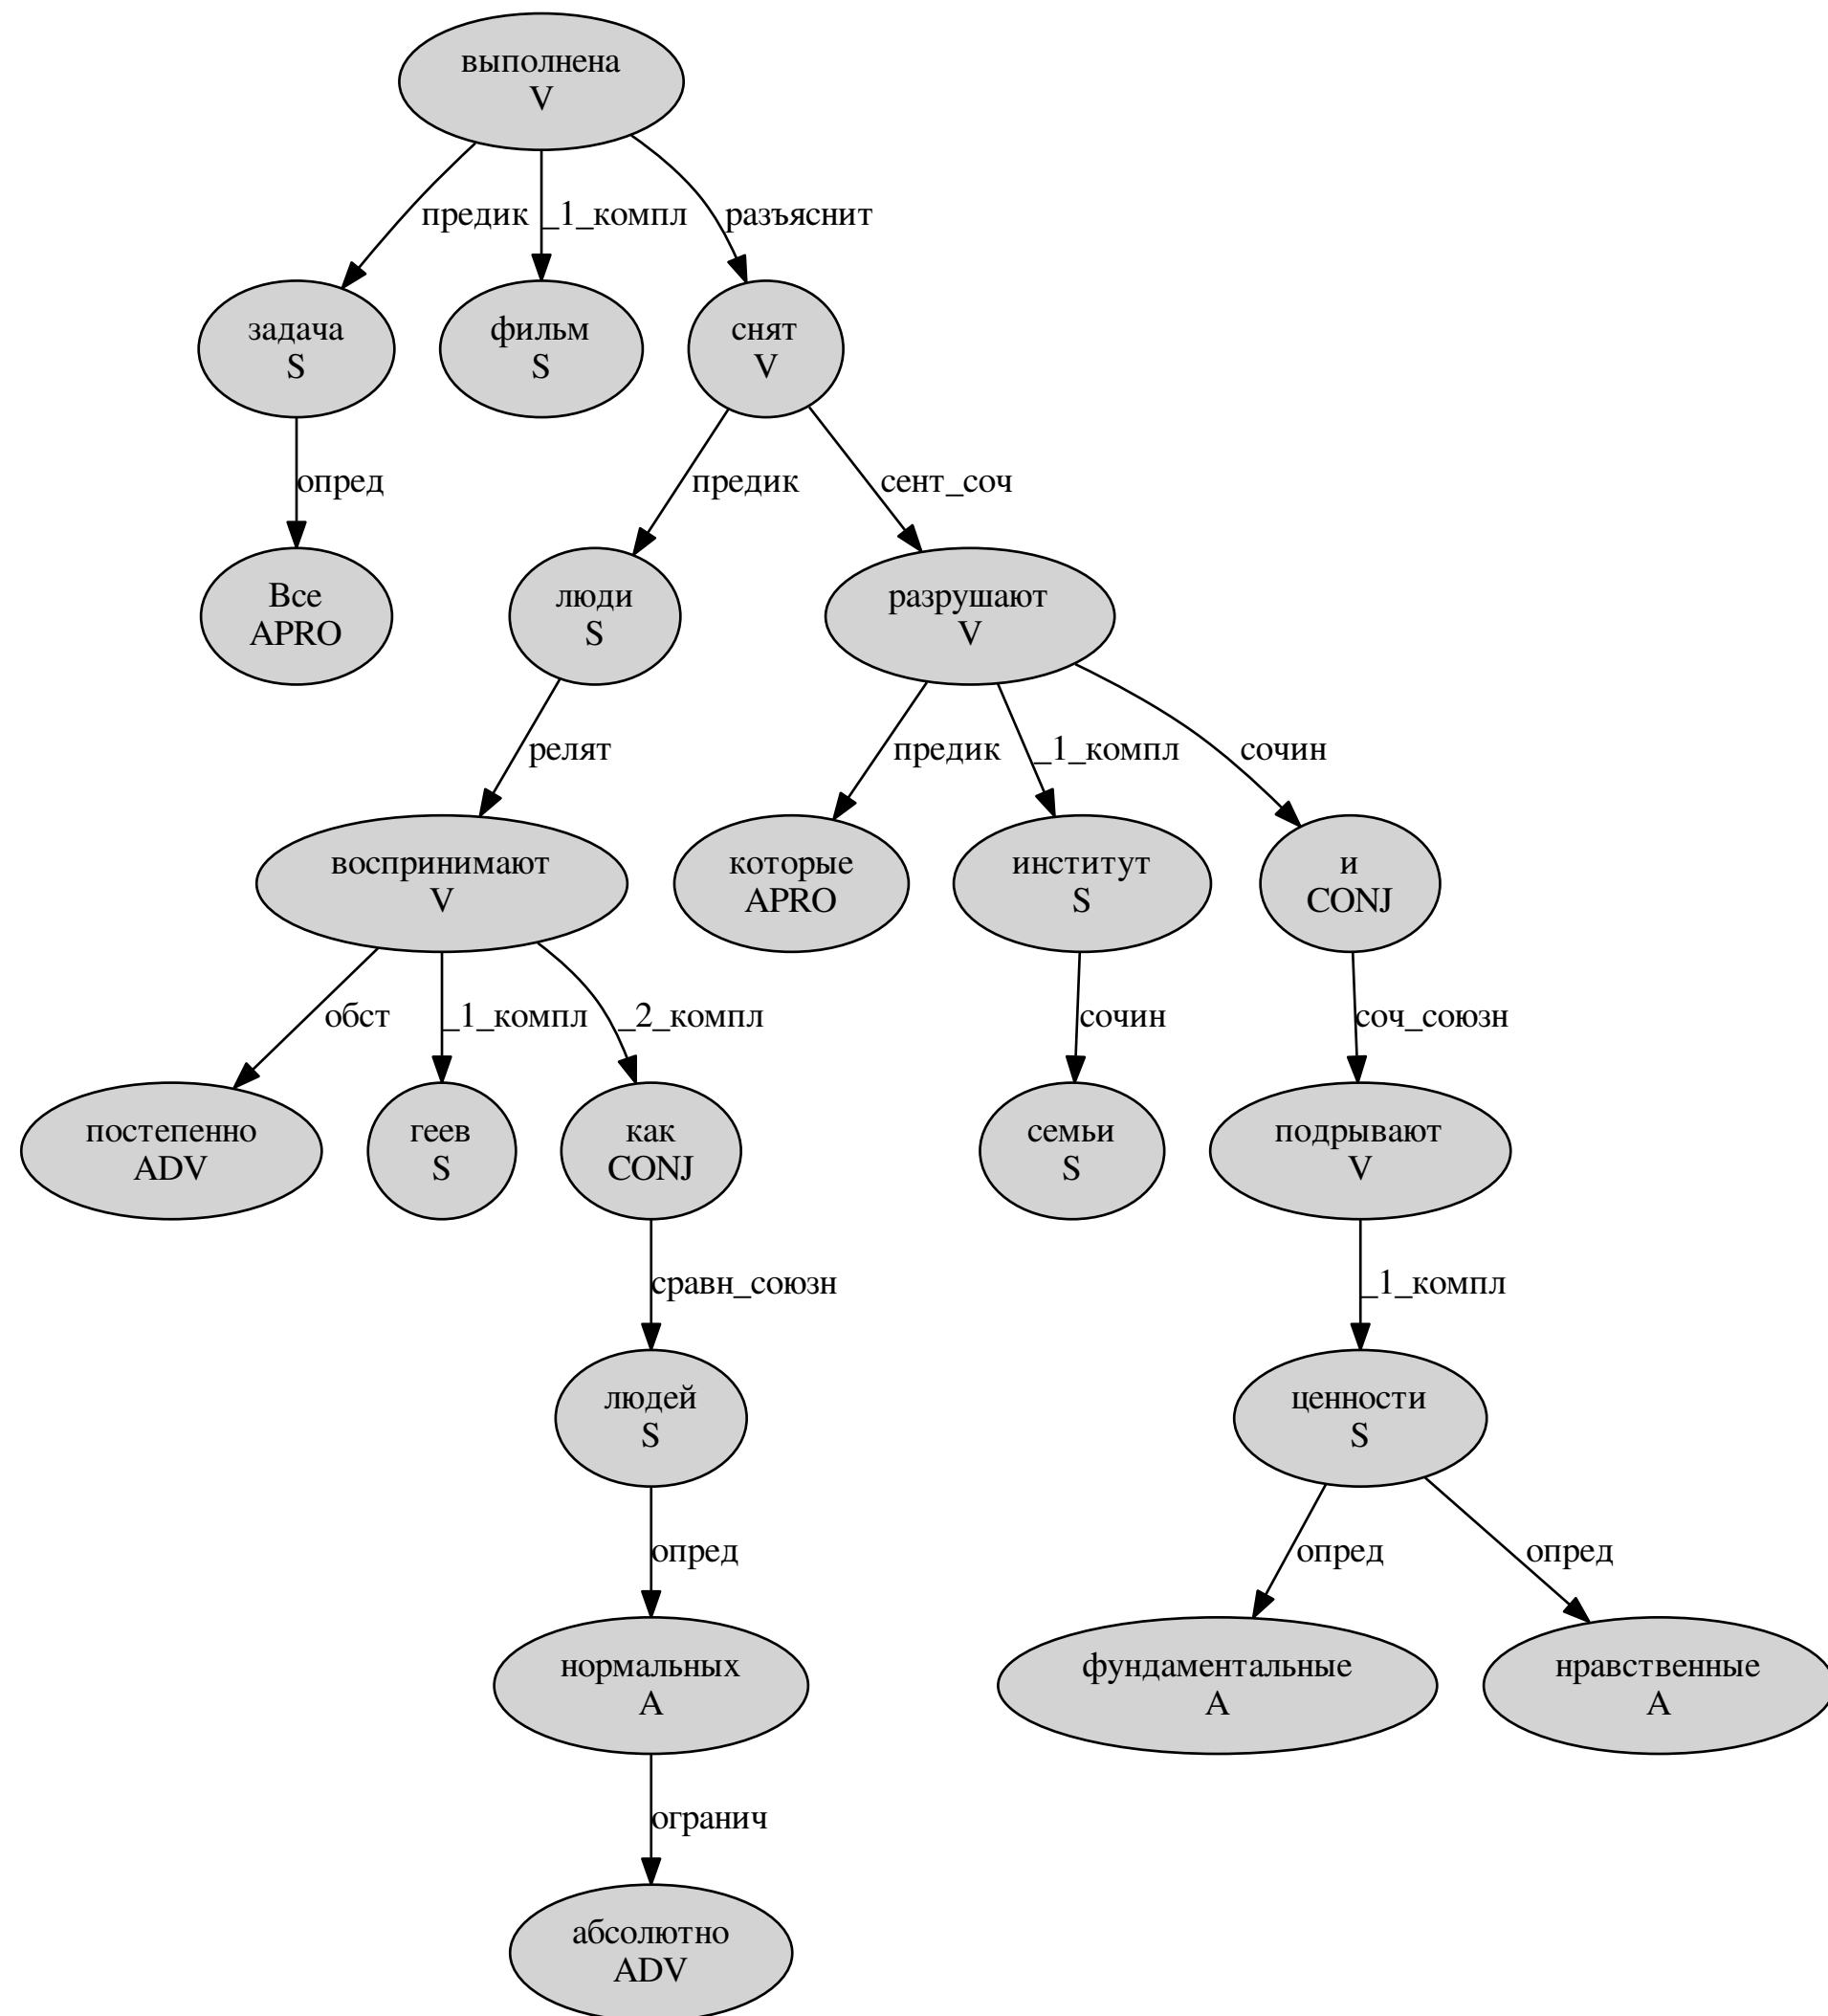 выполнена
V
предик
_1_компл
разъяснит
задача
S
фильм
S
снят
V
опред
предик
сент_соч
Все
APRO
люди
S
разрушают
V
релят
предик
_1_компл
сочин
воспринимают
V
которые
APRO
институт
S
и
CONJ
обст
_1_компл
_2_компл
сочин
соч_союзн
постепенно
ADV
геев
S
как
CONJ
семьи
S
подрывают
V
сравн_союзн
_1_компл
людей
S
ценности
S
опред
опред
опред
нормальных
A
фундаментальные
A
нравственные
A
огранич
абсолютно
ADV